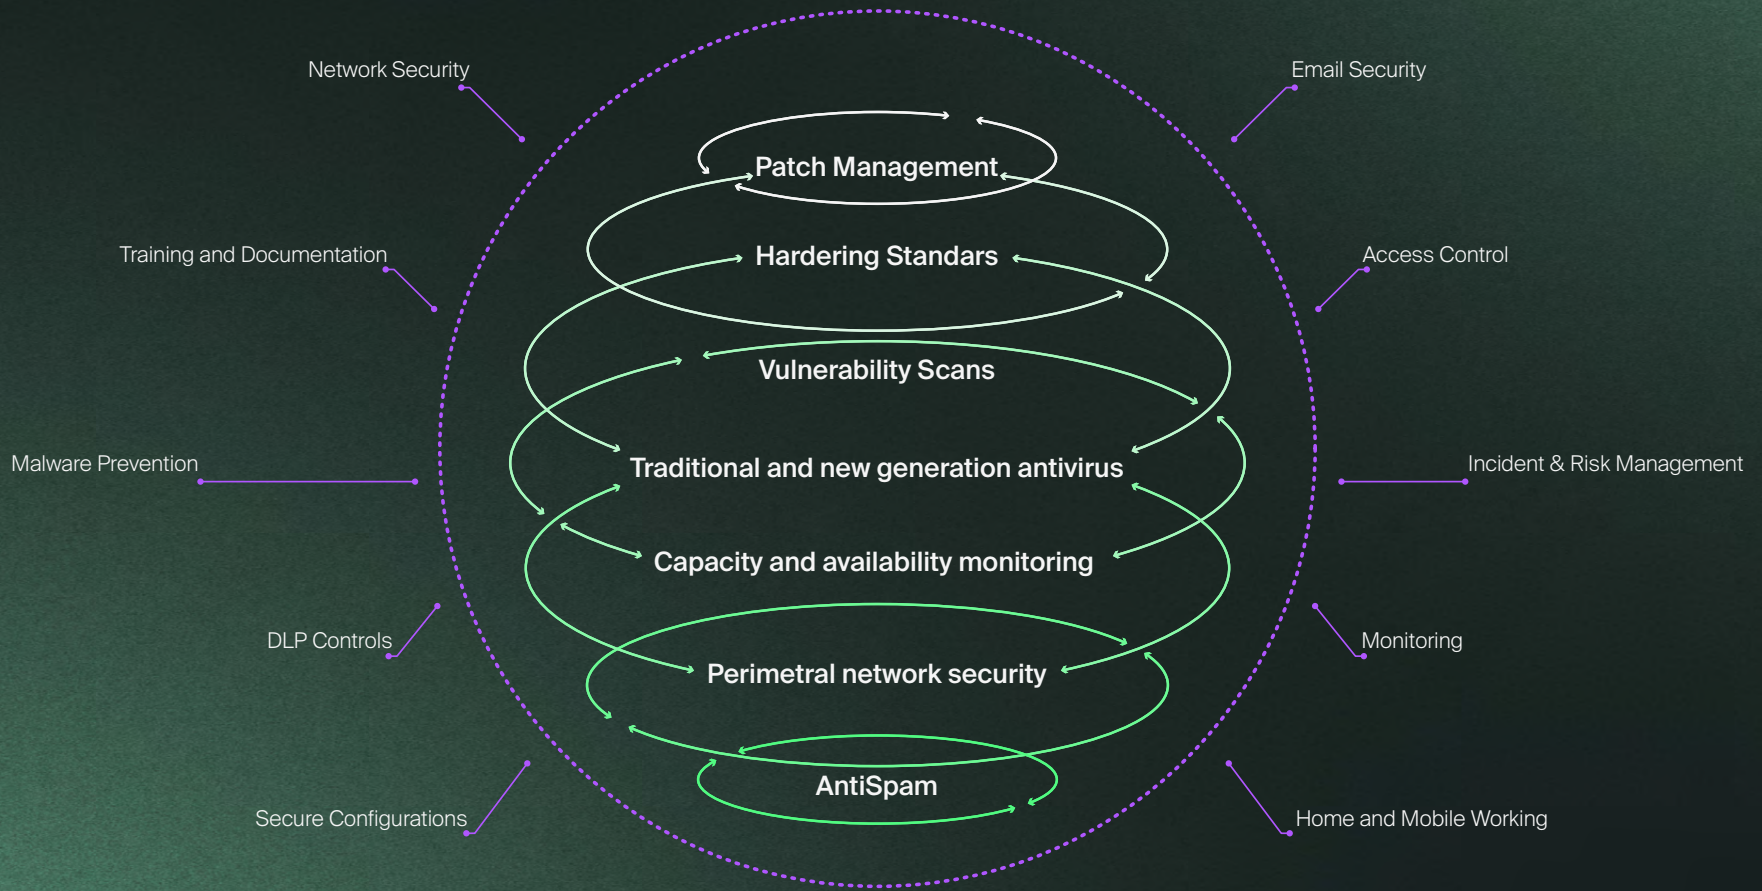 Network Security
Email Security
Patch Management
Training and Documentation
Hardering Standars
Access Control
Vulnerability Scans
Malware Prevention
Traditional and new generation antivirus
Incident & Risk Management
Capacity and availability monitoring
DLP Controls
Monitoring
Perimetral network security
AntiSpam
Secure Configurations
Home and Mobile Working